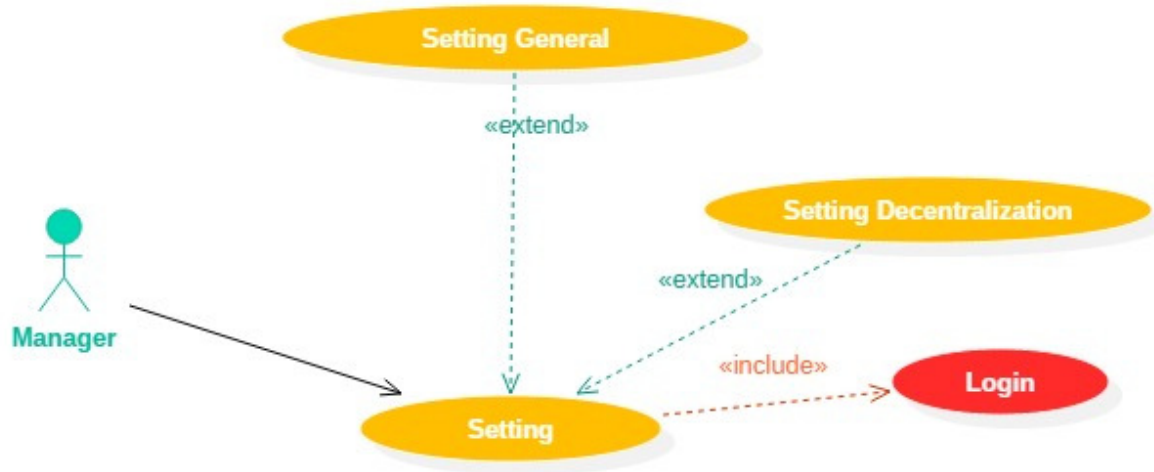 Setting General
«extend»
Setting Decentralization
«extend»
Manager
«include»
Login
Setting